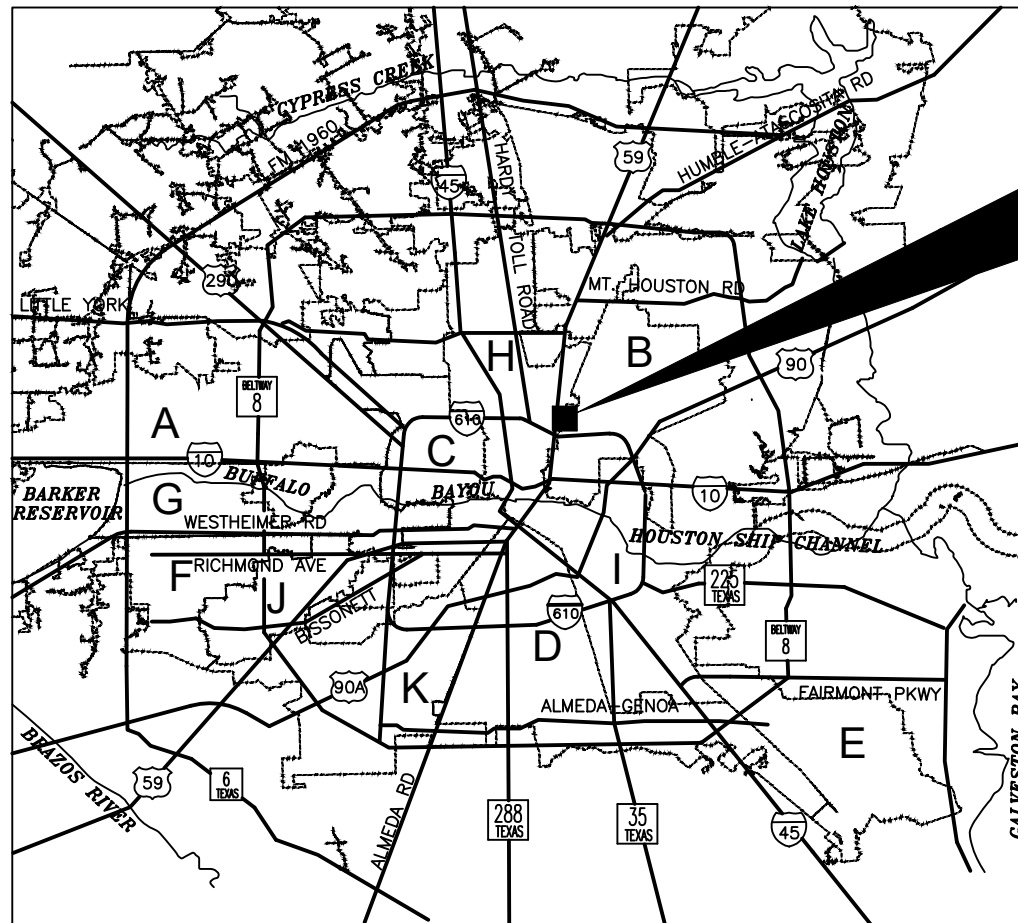 CYPRESS CREEK
FM 1960
HARDY
TOLL ROAD
45
59
HUMBLE-TASCOSITA RD
LAKE HOUSTON
290
LITTLE YORK
MT. HOUSTON RD
H
B
90
BELTWAY
8
A
610
C
10
BUFFALO
BAYOU
10
BARKER
RESERVOIR
G
WESTHEIMER RD
HOUSTON SHIP CHANNEL
F
RICHMOND AVE
J
BISSONETT
I
225
TEXAS
610
D
BELTWAY
8
90A
K
ALMEDA-GENOA
FAIRMONT PKWY
E
BRAZOS RIVER
59
6
TEXAS
ALMEDA RD
288
TEXAS
35
TEXAS
45
GALVESTON BAY